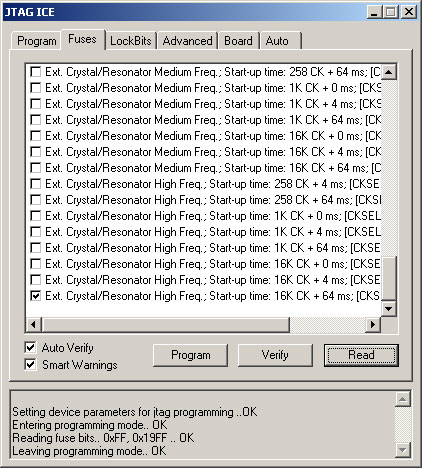 JTAG ICE
Program Fuses LockBits Advanced Board Auto
Ext. Crystal/Resonator Medium Freq.; Start-up time: 258 CK + 64 ms; [C
Ext. Crystal/Resonator Medium Freq.; Start-up time: 1K CK + 0 ms; [CK
Ext. Crystal/Resonator Medium Freq.; Start-up time: 1K CK + 4 ms; [CK
Ext. Crystal/Resonator Medium Freq.; Start-up time: 1K CK + 64 ms; [C
Ext. Crystal/Resonator Medium Freq.; Start-up time: 16K CK + 0 ms; [C
Ext. Crystal/Resonator Medium Freq.; Start-up time: 16K CK + 4 ms; [C
Ext. Crystal/Resonator Medium Freq.; Start-up time: 16K CK + 64 ms; [
Ext. Crystal/Resonator High Freq.; Start-up time: 258 CK + 4 ms; [CKSE
Ext. Crystal/Resonator High Freq.; Start-up time: 258 CK + 64 ms; [CKS
Ext. Crystal/Resonator High Freq.; Start-up time: 1K CK + 0 ms; [CKSEL
Ext. Crystal/Resonator High Freq.; Start-up time: 1K CK + 4 ms; [CKSEL
Ext. Crystal/Resonator High Freq.; Start-up time: 1K CK + 64 ms; [CKSE
Ext. Crystal/Resonator High Freq.; Start-up time: 16K CK + 0 ms; [CKSE
Ext. Crystal/Resonator High Freq.; Start-up time: 16K CK + 4 ms; [CKSE
Ext. Crystal/Resonator High Freq.; Start-up time: 16K CK + 64 ms; [CKS
Auto Verify
Smart Warnings
Program Verify Read
Setting device parameters for jtag programming ..OK
Entering programming mode.. OK
Reading fuse bits.. 0xFF, 0x19FF .. OK
Leaving programming mode.. OK